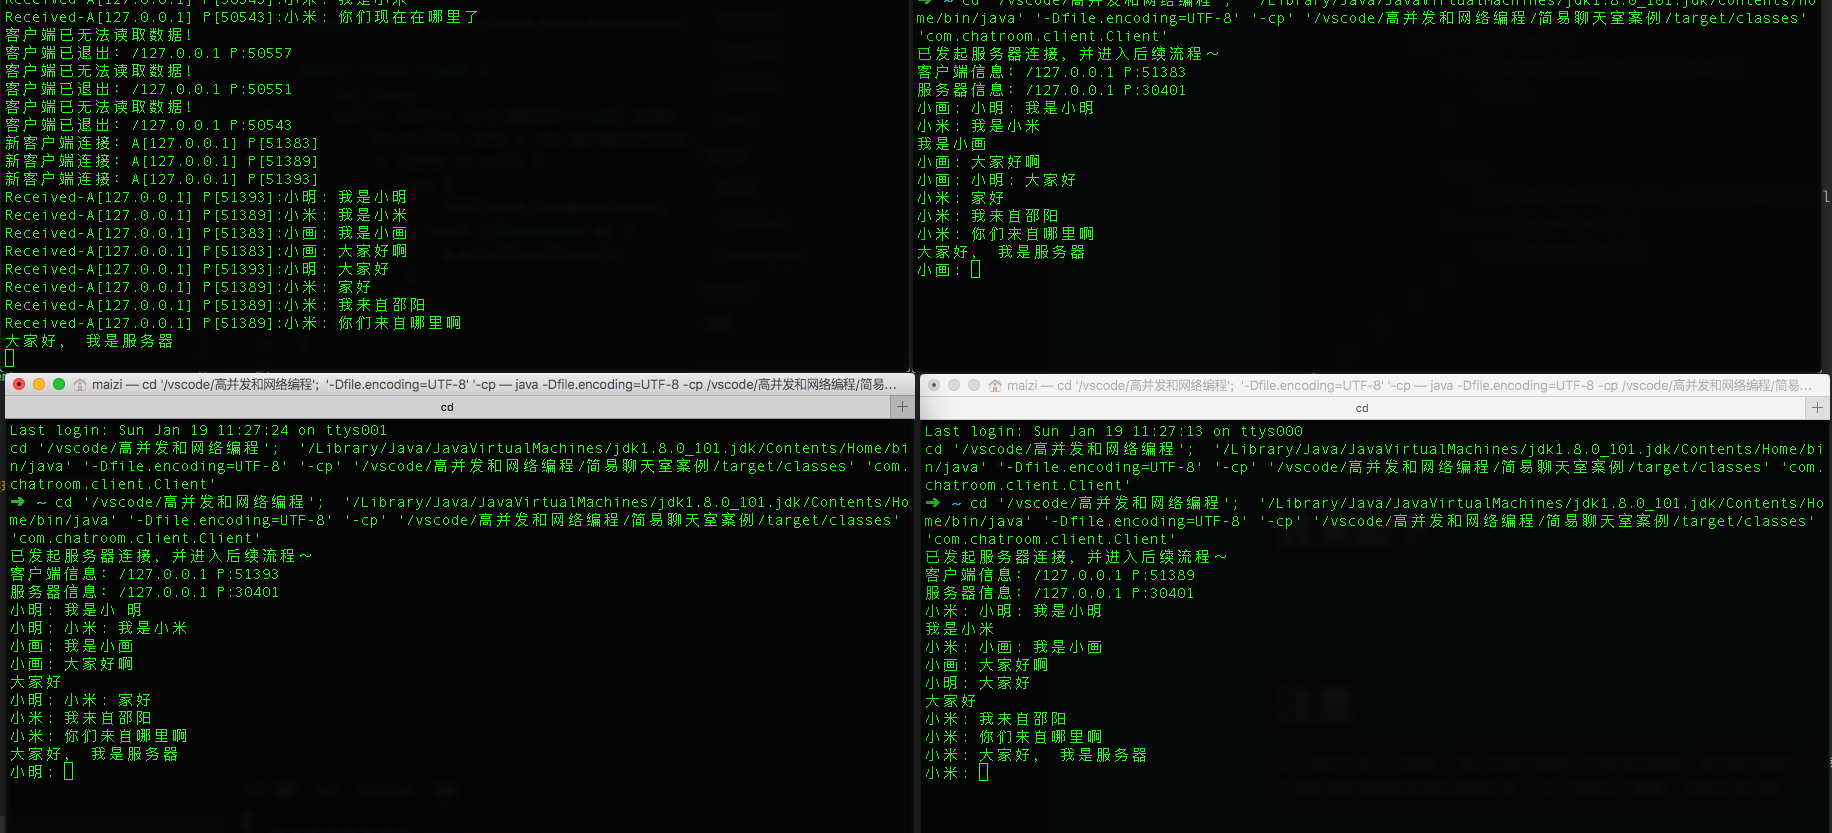 Received-A[127.0.0.1] P[50543]:小米: 我是小米
Received-A[127.0.0.1] P[50543]:小米: 你们现在在哪里了
客户端已无法读取数据!
客户端已退出: /127.0.0.1 P:50557
客户端已无法读取数据!
客户端已退出: /127.0.0.1 P:50551
客户端已无法读取数据!
客户端已退出: /127.0.0.1 P:50543
新客户端连接: A[127.0.0.1] P[51383]
新客户端连接: A[127.0.0.1] P[51389]
新客户端连接: A[127.0.0.1] P[51393]
Received-A[127.0.0.1] P[51393]:小明: 我是小明
Received-A[127.0.0.1] P[51389]:小米: 我是小米
Received-A[127.0.0.1] P[51383]:小画: 我是小画
Received-A[127.0.0.1] P[51383]:小画: 大家好啊
Received-A[127.0.0.1] P[51393]:小明: 大家好
Received-A[127.0.0.1] P[51389]:小米: 家好
Received-A[127.0.0.1] P[51389]:小米: 我来自邵阳
Received-A[127.0.0.1] P[51389]:小米: 你们来自哪里啊
大家好， 我是服务器
➜ ~ cd '/vscode/高并发和网络编程'; '/Library/Java/JavaVirtualMachines/jdk1.8.0_101.jdk/Contents/Ho
me/bin/java' '-Dfile.encoding=UTF-8' '-cp' '/vscode/高并发和网络编程/简易聊天室案例/target/classes'
'com.chatroom.client.Client'
已发起服务器连接，并进入后续流程～
客户端信息: /127.0.0.1 P:51383
服务器信息: /127.0.0.1 P:30401
小画: 小明: 我是小明
小米: 我是小米
我是小画
小画: 大家好啊
小画: 小明: 大家好
小米: 家好
小米: 我来自邵阳
小米: 你们来自哪里啊
大家好， 我是服务器
小画:
maizi — cd '/vscode/高并发和网络编程'; '-Dfile.encoding=UTF-8' '-cp — java -Dfile.encoding=UTF-8 -cp /vscode/高并发和网络编程/简易...
cd
Last login: Sun Jan 19 11:27:24 on ttys001
cd '/vscode/高并发和网络编程'; '/Library/Java/JavaVirtualMachines/jdk1.8.0_101.jdk/Contents/Home/bi
n/java' '-Dfile.encoding=UTF-8' '-cp' '/vscode/高并发和网络编程/简易聊天室案例/target/classes' 'com.
chatroom.client.Client'
➜ ~ cd '/vscode/高并发和网络编程'; '/Library/Java/JavaVirtualMachines/jdk1.8.0_101.jdk/Contents/Ho
me/bin/java' '-Dfile.encoding=UTF-8' '-cp' '/vscode/高并发和网络编程/简易聊天室案例/target/classes'
'com.chatroom.client.Client'
已发起服务器连接，并进入后续流程～
客户端信息: /127.0.0.1 P:51393
服务器信息: /127.0.0.1 P:30401
小明: 我是小 明
小明: 小米: 我是小米
小画: 我是小画
小画: 大家好啊
大家好
小明: 小米: 家好
小米: 我来自邵阳
小米: 你们来自哪里啊
大家好， 我是服务器
小明:
maizi — cd '/vscode/高并发和网络编程'; '-Dfile.encoding=UTF-8' '-cp — java -Dfile.encoding=UTF-8 -cp /vscode/高并发和网络编程/简易...
cd
Last login: Sun Jan 19 11:27:13 on ttys000
cd '/vscode/高并发和网络编程'; '/Library/Java/JavaVirtualMachines/jdk1.8.0_101.jdk/Contents/Home/bi
n/java' '-Dfile.encoding=UTF-8' '-cp' '/vscode/高并发和网络编程/简易聊天室案例/target/classes' 'com.
chatroom.client.Client'
➜ ~ cd '/vscode/高并发和网络编程'; '/Library/Java/JavaVirtualMachines/jdk1.8.0_101.jdk/Contents/Ho
me/bin/java' '-Dfile.encoding=UTF-8' '-cp' '/vscode/高并发和网络编程/简易聊天室案例/target/classes'
'com.chatroom.client.Client'
已发起服务器连接，并进入后续流程～
客户端信息: /127.0.0.1 P:51389
服务器信息: /127.0.0.1 P:30401
小米: 小明: 我是小明
我是小米
小米: 小画: 我是小画
小画: 大家好啊
小明: 大家好
大家好
小米: 我来自邵阳
小米: 你们来自哪里啊
小米: 大家好， 我是服务器
小米: